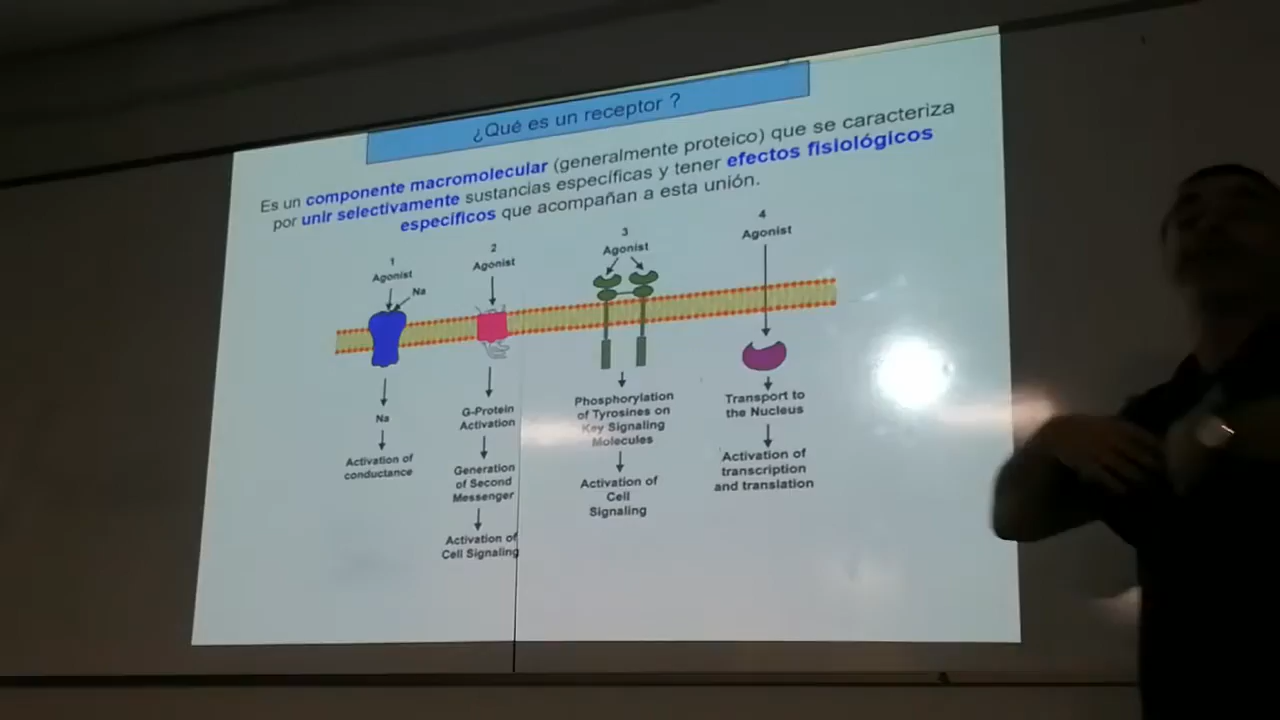 ¿Qué es un receptor ?
Es un componente macromolecular (generalmente proteico) que se caracteriza
por unir selectivamente sustancias específicas y tener efectos fisiológicos
específicos que acompañan a esta unión.
1
Agonist
Na
Na
Activation of
conductance
2
Agonist
G-Protein
Activation
Generation
of Second
Messenger
Activation of
Cell Signaling
3
Agonist
Phosphorylation
of Tyrosines on
Key Signaling
Molecules
Activation of
Cell
Signaling
4
Agonist
Transport to
the Nucleus
Activation of
transcription
and translation